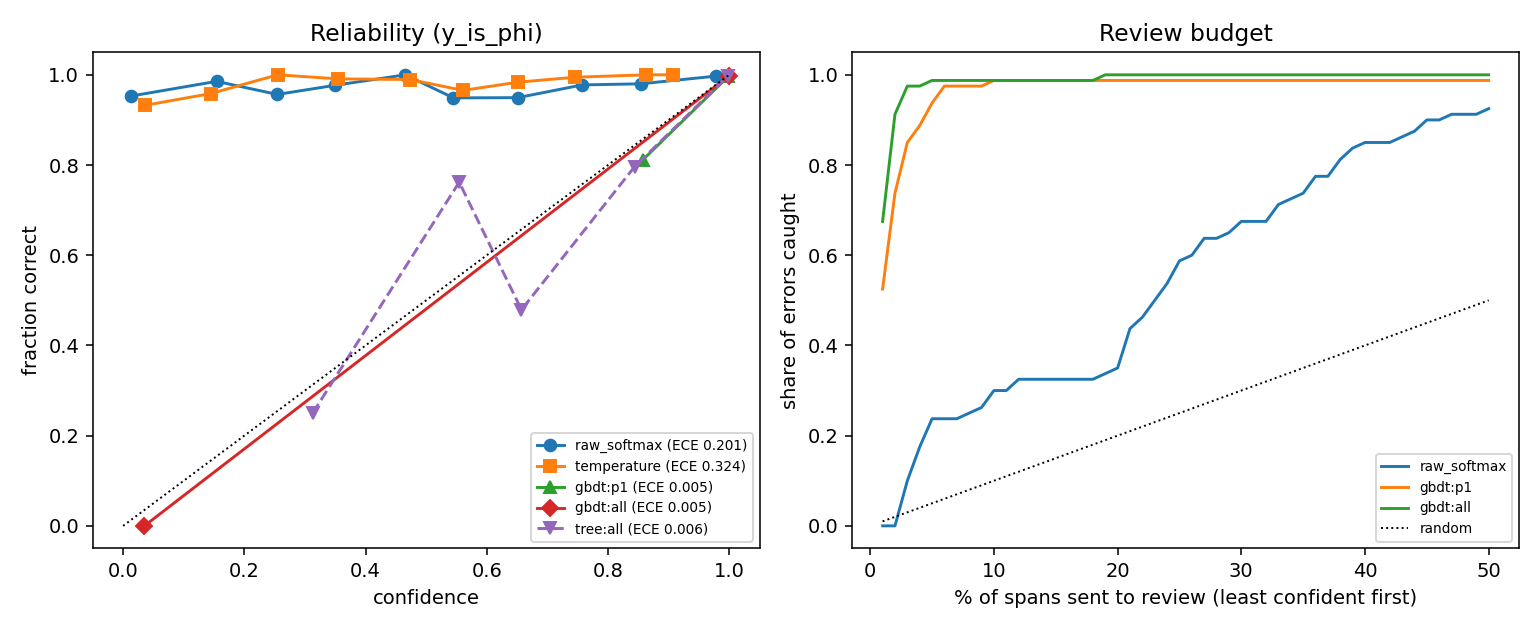 Reliability (y_is_phi)
fraction correct
1.0
0.8
0.6
0.4
0.2
0.0
0.0 0.2 0.4 0.6 0.8 1.0
confidence
raw_softmax (ECE 0.201)
temperature (ECE 0.324)
gbdt:p1 (ECE 0.005)
gbdt:all (ECE 0.005)
tree:all (ECE 0.006)
Review budget
share of errors caught
1.0
0.8
0.6
0.4
0.2
0.0
0 10 20 30 40 50
% of spans sent to review (least confident first)
raw_softmax
gbdt:p1
gbdt:all
random